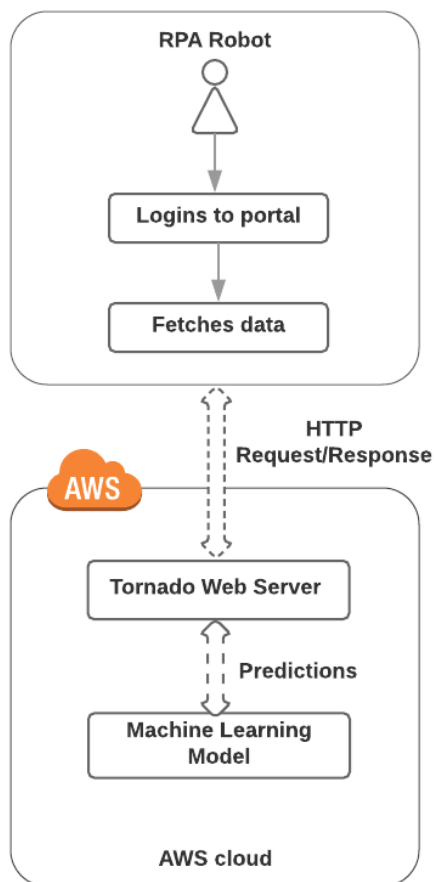 RPA Robot
Logins to portal
Fetches data
HTTP
Request/Response
AWS
Tornado Web Server
Predictions
Machine Learning
Model
AWS cloud